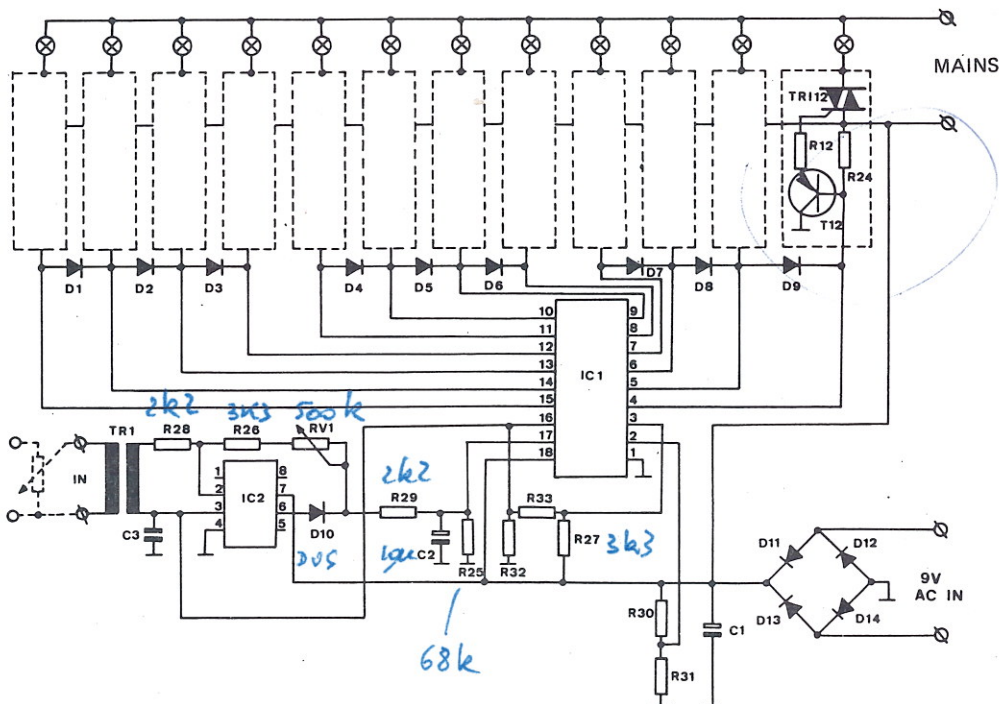 MAINS
TRI12
R12
R24
T12
D1 D2 D3 D4 D5 D6 D7 D8 D9
10 9
11 8
12 7
13 6
14 5
15 4
16 3
17 2
18 1
IC1
2k2 3k3 500k
TR1 R28 R26 RV1
IN
1 8
2 7
3 6
4 5
IC2
C3
D10
DUS
2k2
R29
10µ C2
R25 R32
R33
R27 3k3
68k
R30
R31
C1
D11 D12
D13 D14
9V
AC IN